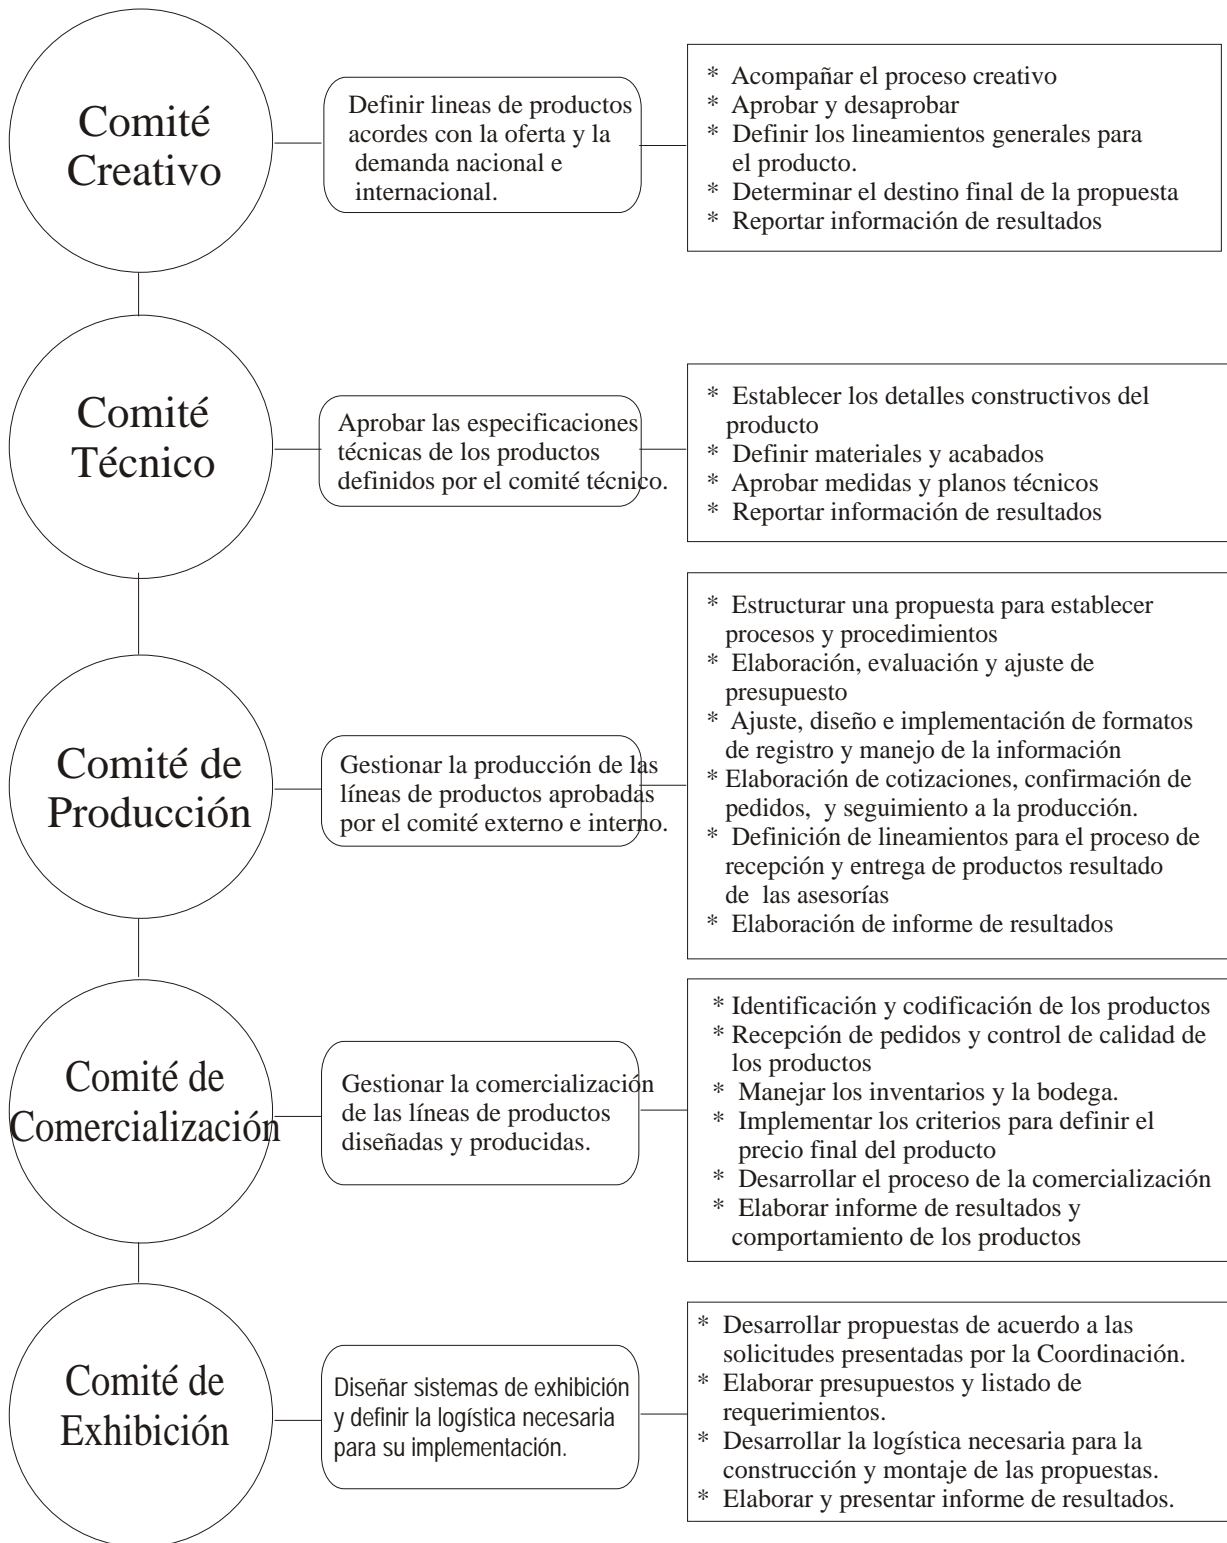 Comité
Creativo
Definir lineas de productos
acordes con la oferta y la
demanda nacional e
internacional.
* Acompañar el proceso creativo
* Aprobar y desaprobar
* Definir los lineamientos generales para
el producto.
* Determinar el destino final de la propuesta
* Reportar información de resultados
Comité
Técnico
Aprobar las especificaciones
técnicas de los productos
definidos por el comité técnico.
* Establecer los detalles constructivos del
producto
* Definir materiales y acabados
* Aprobar medidas y planos técnicos
* Reportar información de resultados
Comité de
Producción
Gestionar la producción de las
líneas de productos aprobadas
por el comité externo e interno.
* Estructurar una propuesta para establecer
procesos y procedimientos
* Elaboración, evaluación y ajuste de
presupuesto
* Ajuste, diseño e implementación de formatos
de registro y manejo de la información
* Elaboración de cotizaciones, confirmación de
pedidos, y seguimiento a la producción.
* Definición de lineamientos para el proceso de
recepción y entrega de productos resultado
de las asesorías
* Elaboración de informe de resultados
Comité de
Comercialización
Gestionar la comercialización
de las líneas de productos
diseñadas y producidas.
* Identificación y codificación de los productos
* Recepción de pedidos y control de calidad de
los productos
* Manejar los inventarios y la bodega.
* Implementar los criterios para definir el
precio final del producto
* Desarrollar el proceso de la comercialización
* Elaborar informe de resultados y
comportamiento de los productos
Comité de
Exhibición
Diseñar sistemas de exhibición
y definir la logística necesaria
para su implementación.
* Desarrollar propuestas de acuerdo a las
solicitudes presentadas por la Coordinación.
* Elaborar presupuestos y listado de
requerimientos.
* Desarrollar la logística necesaria para la
construcción y montaje de las propuestas.
* Elaborar y presentar informe de resultados.